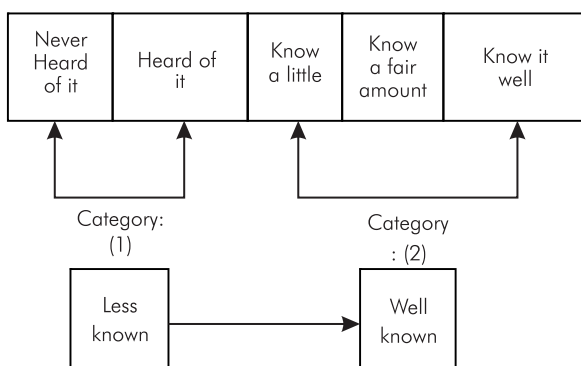 Never
Heard
of it
Heard of
it
Know
a little
Know
a fair
amount
Know it
well
Category:
(1)
Category
: (2)
Less
known
Well
known